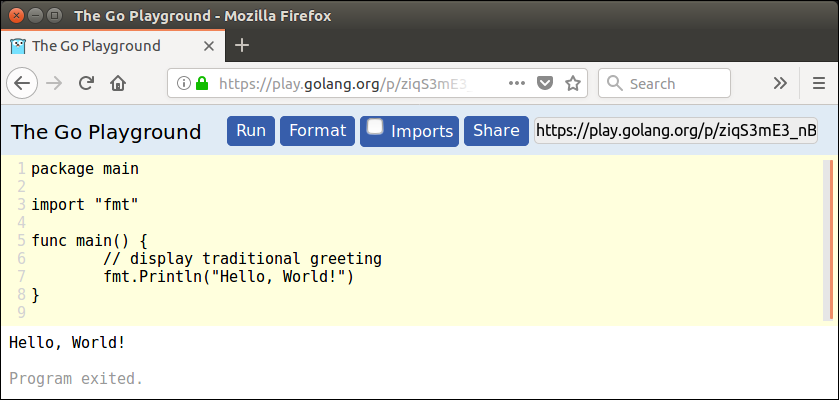 The Go Playground - Mozilla Firefox
The Go Playground
https://play.golang.org/p/ziqS3mE3_
Search
The Go Playground Run Format Imports Share https://play.golang.org/p/ziqS3mE3_nB
1 package main
2
3 import "fmt"
4
5 func main() {
6 // display traditional greeting
7 fmt.Println("Hello, World!")
8 }
9
Hello, World!
Program exited.